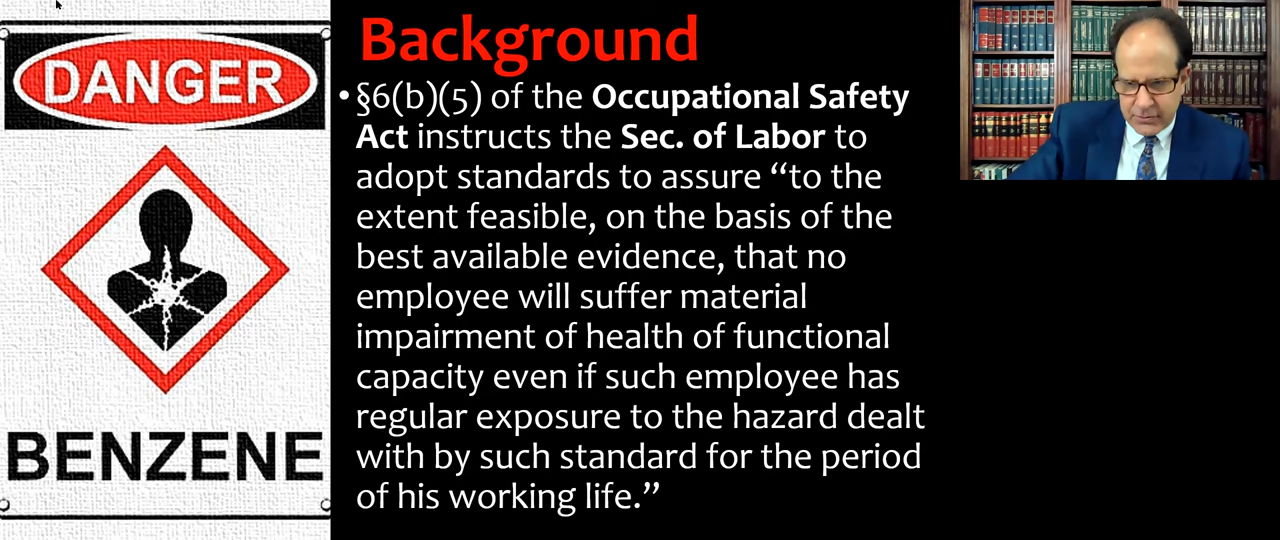 DANGER
BENZENE
Background
• §6(b)(5) of the Occupational Safety
Act instructs the Sec. of Labor to
adopt standards to assure “to the
extent feasible, on the basis of the
best available evidence, that no
employee will suffer material
impairment of health of functional
capacity even if such employee has
regular exposure to the hazard dealt
with by such standard for the period
of his working life.”